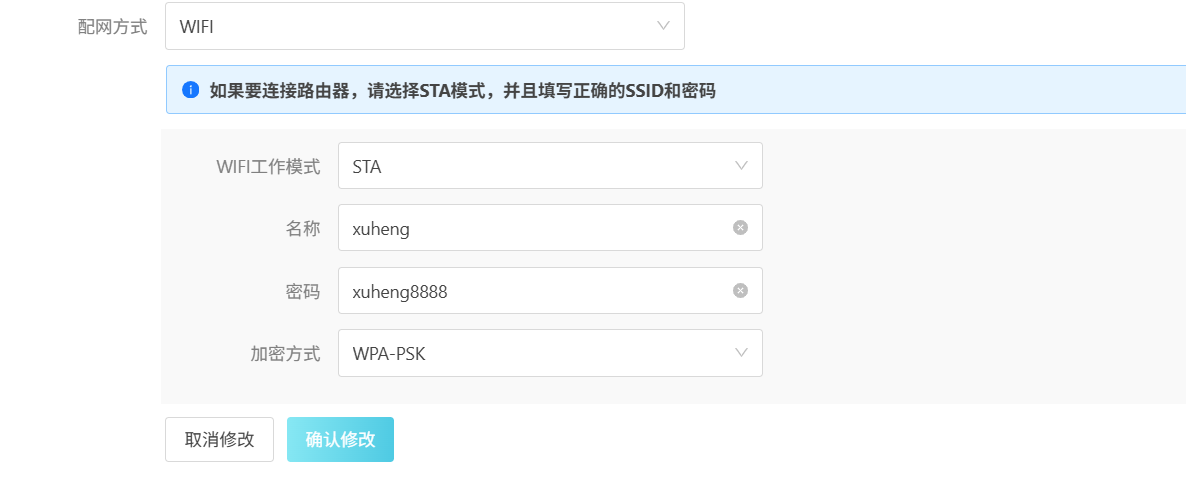 配网方式 WIFI
如果要连接路由器，请选择STA模式，并且填写正确的SSID和密码
WIFI工作模式 STA
名称 xuheng
密码 xuheng8888
加密方式 WPA-PSK
取消修改 确认修改